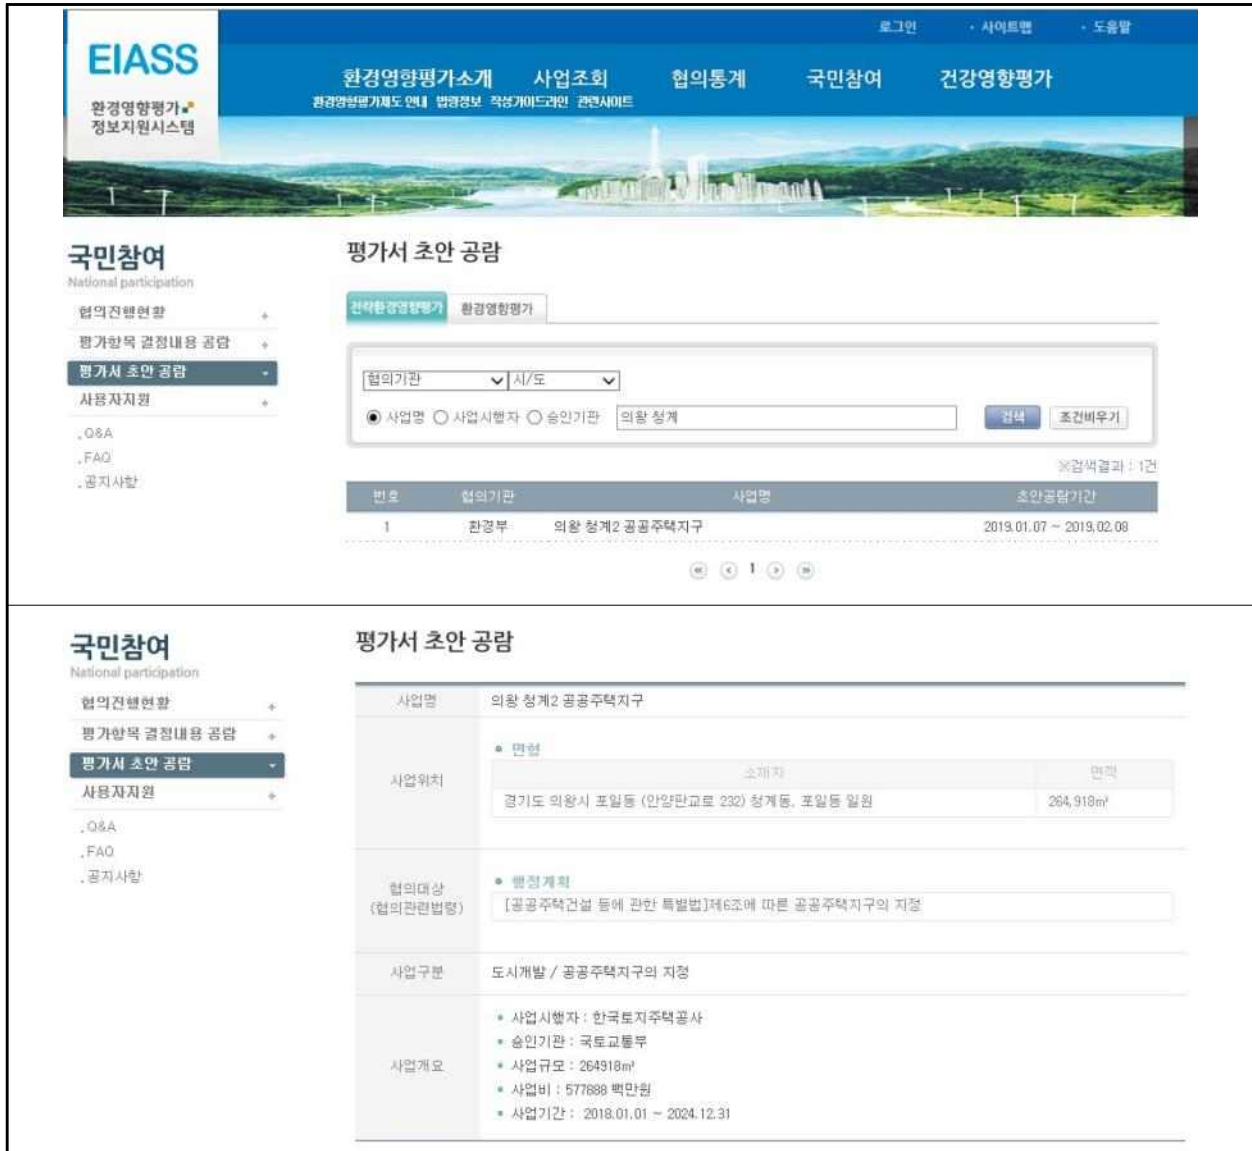 로그인 · 사이트맵 · 도움말
EIASS
환경영향평가
정보지원시스템
환경영향평가소개 사업조회 협의통계 국민참여 건강영향평가
환경영향평가제도 안내 법령정보 작성가이드라인 관련사이트
국민참여
National participation
협의진행현황 +
평가항목 결정내용 공람 +
평가서 초안 공람 -
사용자지원 +
.Q&A
.FAQ
.공지사항
평가서 초안 공람
전략환경영향평가 환경영향평가
협의기관 시/도
사업명 사업시행자 승인기관 의왕 청계 검색 조건비우기
※검색결과 : 1건
번호 협의기관 사업명 초안공람기간
1 환경부 의왕 청계2 공공주택지구 2019.01.07 ~ 2019.02.08
1
국민참여
National participation
협의진행현황 +
평가항목 결정내용 공람 +
평가서 초안 공람 -
사용자지원 +
.Q&A
.FAQ
.공지사항
평가서 초안 공람
사업명 의왕 청계2 공공주택지구
사업위치
• 면형
소재지 면적
경기도 의왕시 포일동 (안양판교로 232) 청계동, 포일동 일원 264,918㎡
협의대상
(협의관련법령)
• 행정계획
[공공주택건설 등에 관한 특별법]제6조에 따른 공공주택지구의 지정
사업구분 도시개발 / 공공주택지구의 지정
사업개요
• 사업시행자 : 한국토지주택공사
• 승인기관 : 국토교통부
• 사업규모 : 264918㎡
• 사업비 : 577888 백만원
• 사업기간 : 2018.01.01 ~ 2024.12.31